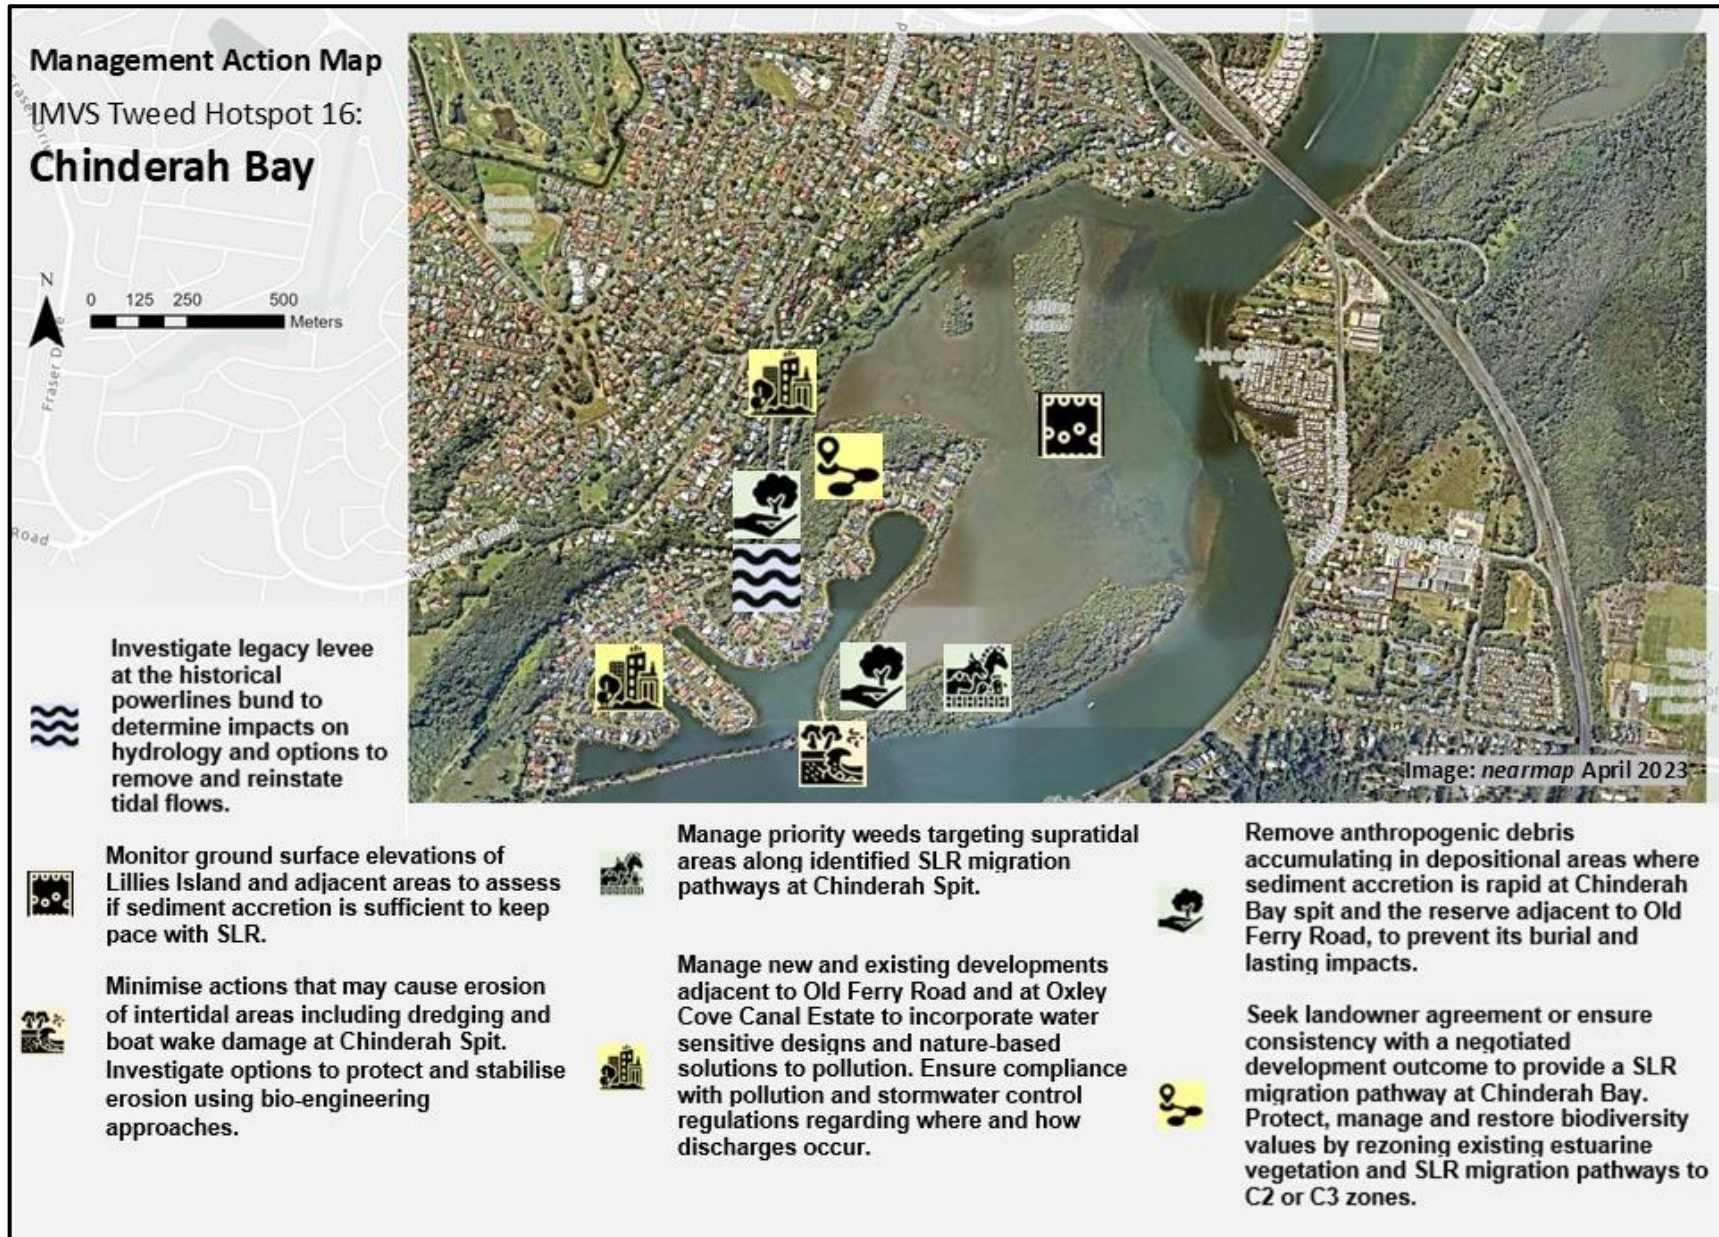 Management Action Map
IMVS Tweed Hotspot 16:
Chinderah Bay
N
0 125 250 500
Meters
Fraser Drive
Fraser D
Road
Lillies
Island
Image: nearmap April 2023
Investigate legacy levee
at the historical
powerlines bund to
determine impacts on
hydrology and options to
remove and reinstate
tidal flows.
Monitor ground surface elevations of
Lillies Island and adjacent areas to assess
if sediment accretion is sufficient to keep
pace with SLR.
Minimise actions that may cause erosion
of intertidal areas including dredging and
boat wake damage at Chinderah Spit.
Investigate options to protect and stabilise
erosion using bio-engineering
approaches.
Manage priority weeds targeting supratidal
areas along identified SLR migration
pathways at Chinderah Spit.
Manage new and existing developments
adjacent to Old Ferry Road and at Oxley
Cove Canal Estate to incorporate water
sensitive designs and nature-based
solutions to pollution. Ensure compliance
with pollution and stormwater control
regulations regarding where and how
discharges occur.
Remove anthropogenic debris
accumulating in depositional areas where
sediment accretion is rapid at Chinderah
Bay spit and the reserve adjacent to Old
Ferry Road, to prevent its burial and
lasting impacts.
Seek landowner agreement or ensure
consistency with a negotiated
development outcome to provide a SLR
migration pathway at Chinderah Bay.
Protect, manage and restore biodiversity
values by rezoning existing estuarine
vegetation and SLR migration pathways to
C2 or C3 zones.